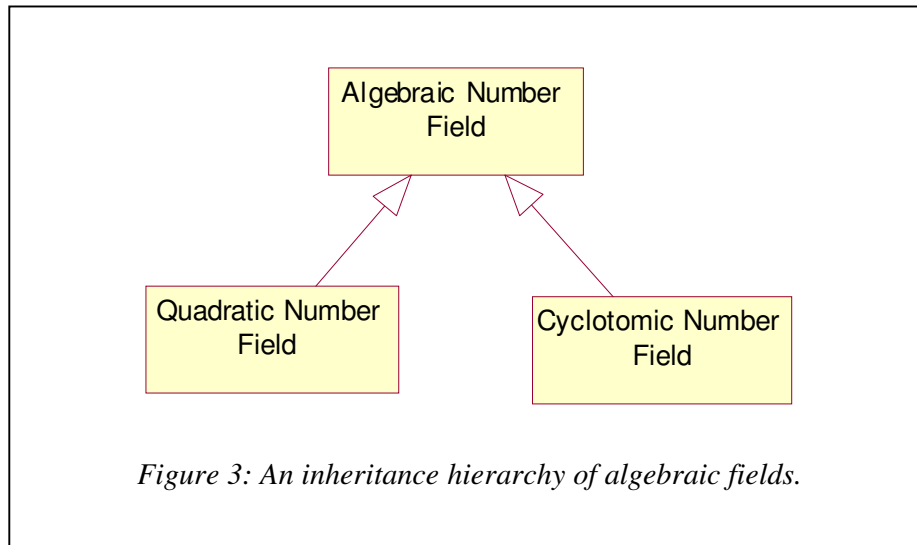 Algebraic Number
Field
Quadratic Number
Field
Cyclotomic Number
Field
Figure 3: An inheritance hierarchy of algebraic fields.